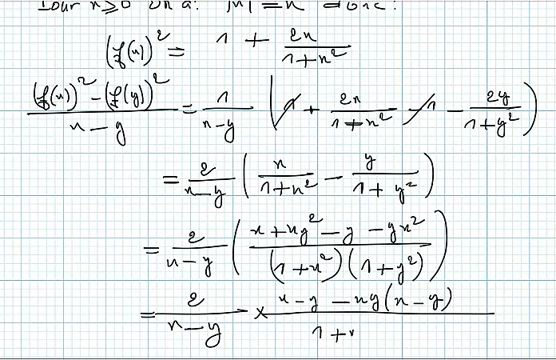 Pour x ≥ 0 on a : |x| = x donc :
(f(x))² = 1 + 2x/(1+x²)
((f(x))² - (f(y))²)/(x-y) = 1/(x-y) (1 + 2x/(1+x²) - 1 - 2y/(1+y²))
= 2/(x-y) (x/(1+x²) - y/(1+y²))
= 2/(x-y) ((x + xy² - y - yx²)/((1+x²)(1+y²)))
= 2/(x-y) × (x-y - xy(x-y))/(1+x